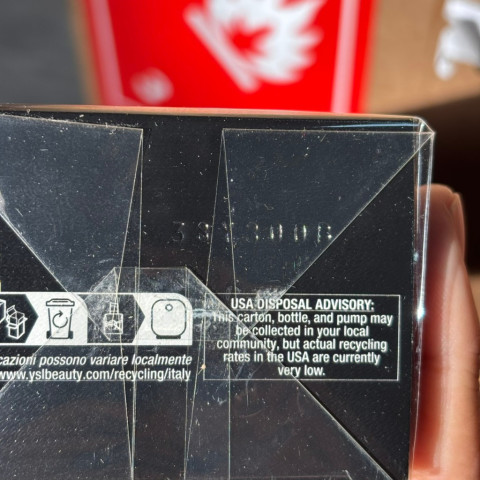 USA DISPOSAL ADVISORY:
This carton, bottle, and pump may
be collected in your local
community, but actual recycling
rates in the USA are currently
very low.
cazioni possono variare localmente
www.yslbeauty.com/recycling/italy